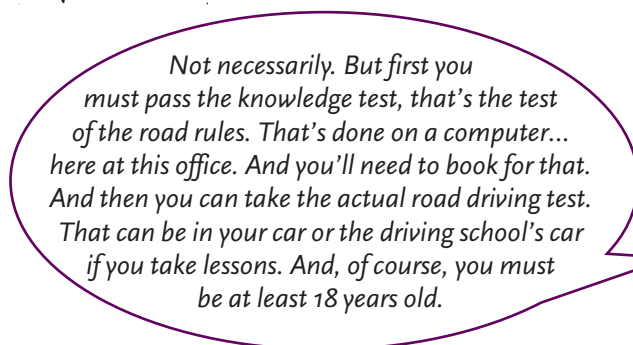 Not necessarily. But first you
must pass the knowledge test, that's the test
of the road rules. That's done on a computer...
here at this office. And you'll need to book for that.
And then you can take the actual road driving test.
That can be in your car or the driving school's car
if you take lessons. And, of course, you must
be at least 18 years old.